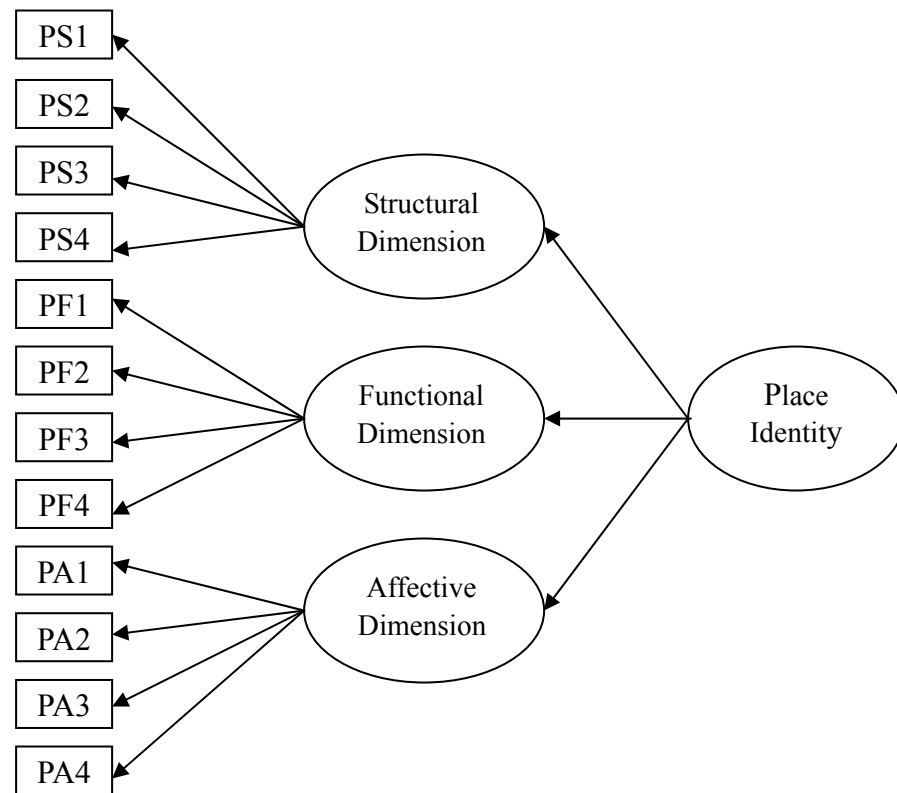 PS1
PS2
PS3
PS4
PF1
PF2
PF3
PF4
PA1
PA2
PA3
PA4
Structural
Dimension
Functional
Dimension
Affective
Dimension
Place
Identity